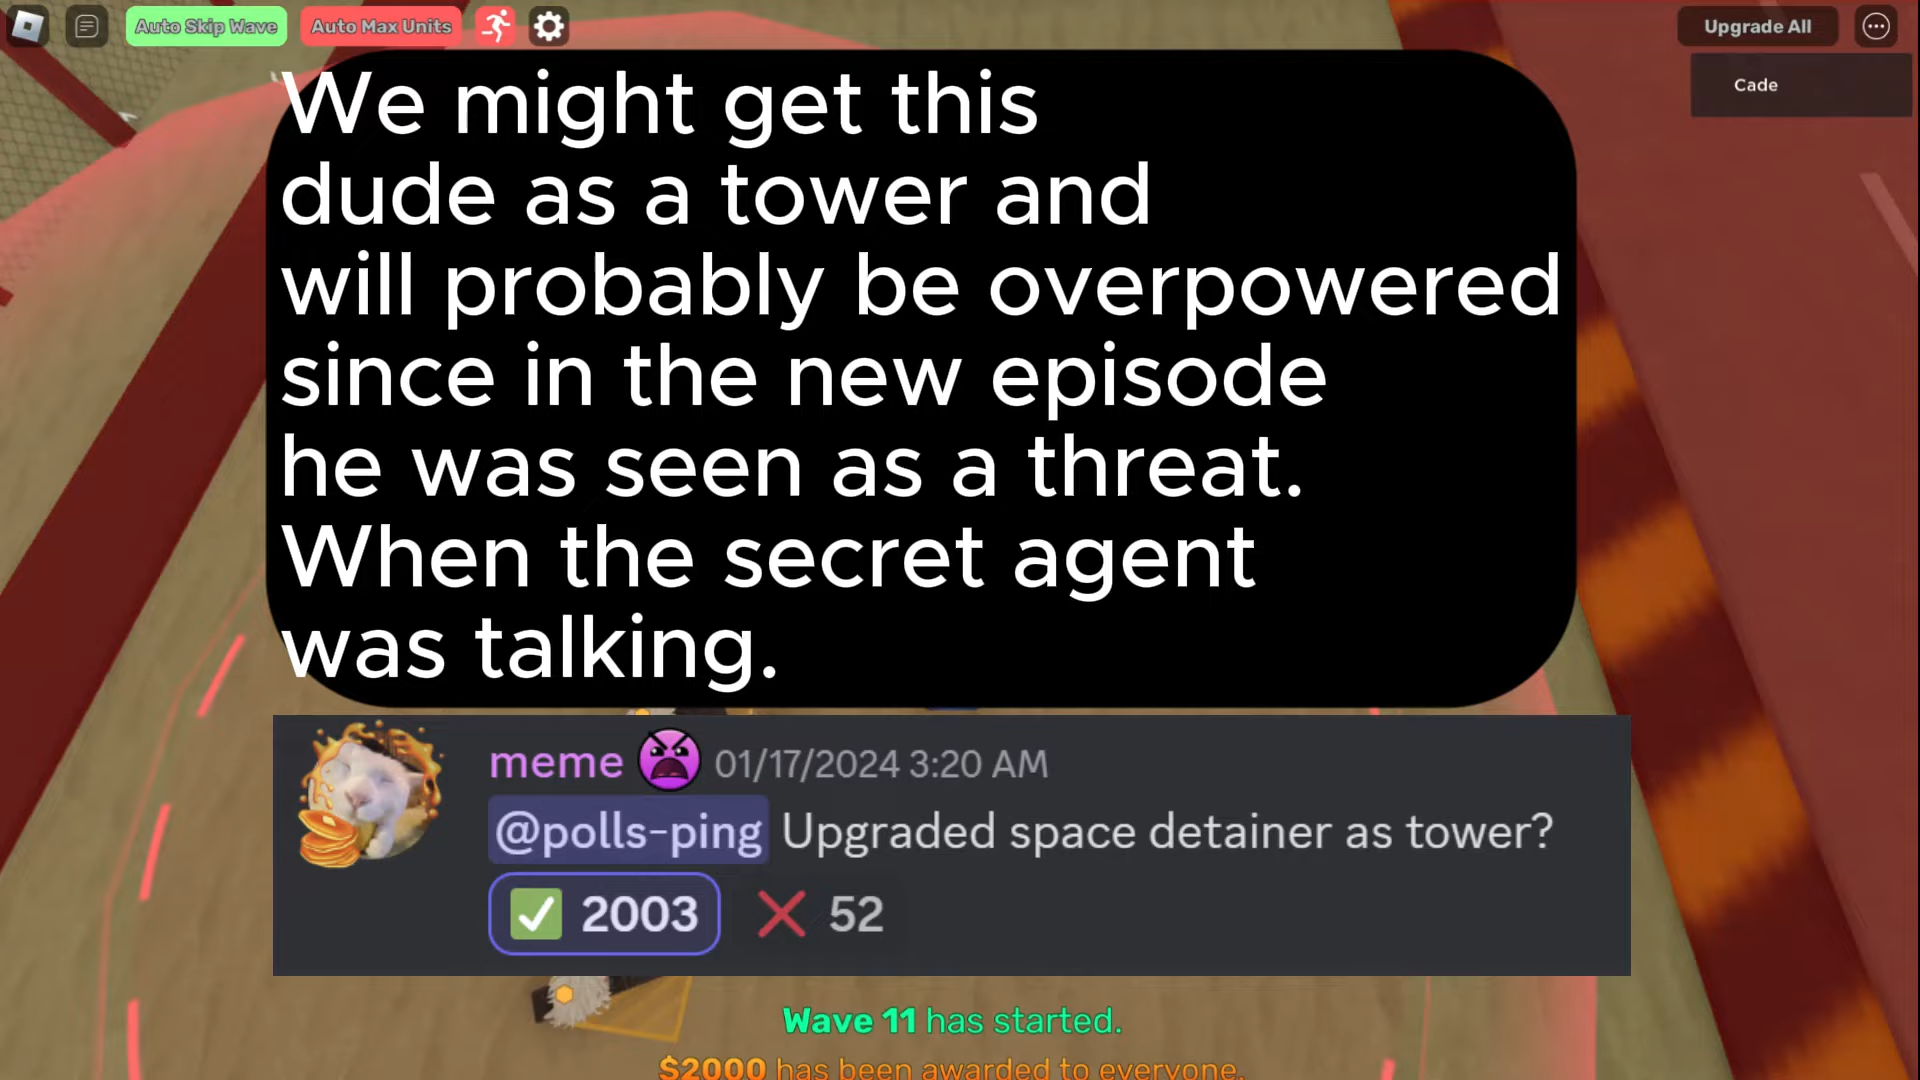 Auto Skip Wave
Auto Max Units
Upgrade All
Cade
We might get this
dude as a tower and
will probably be overpowered
since in the new episode
he was seen as a threat.
When the secret agent
was talking.
meme 01/17/2024 3:20 AM
@polls-ping Upgraded space detainer as tower?
2003 52
Wave 11 has started.
$2000 has been awarded to everyone.